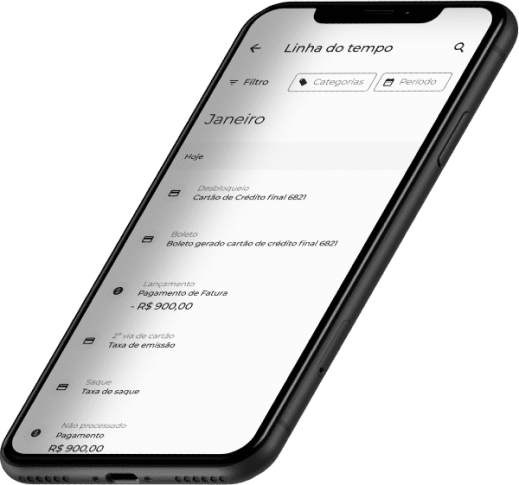 Linha do tempo
Filtro
Categorias
Período
Janeiro
Hoje
Desbloqueio
Cartão de Crédito final 6821
Boleto
Boleto gerado cartão de crédito final 6821
Lançamento
Pagamento de Fatura
- R$ 900,00
2ª via de cartão
Taxa de emissão
Saque
Taxa de saque
Não processado
Pagamento
R$ 900,00